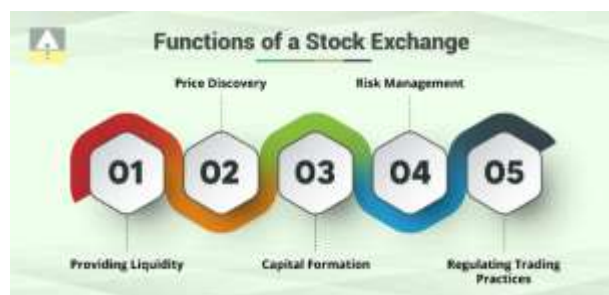 Functions of a Stock Exchange
Price Discovery
Risk Management
01
02
03
04
05
Providing Liquidity
Capital Formation
Regulating Trading
Practices